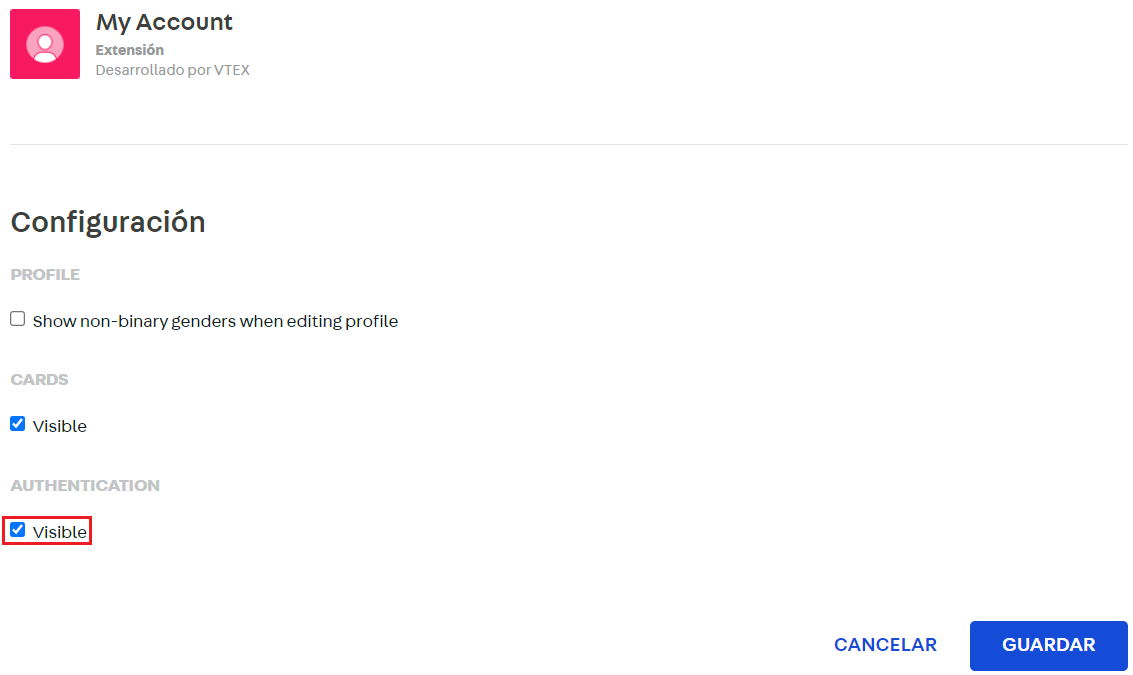 My Account
Extensión
Desarrollado por VTEX
Configuración
PROFILE
Show non-binary genders when editing profile
CARDS
Visible
AUTHENTICATION
Visible
CANCELAR
GUARDAR